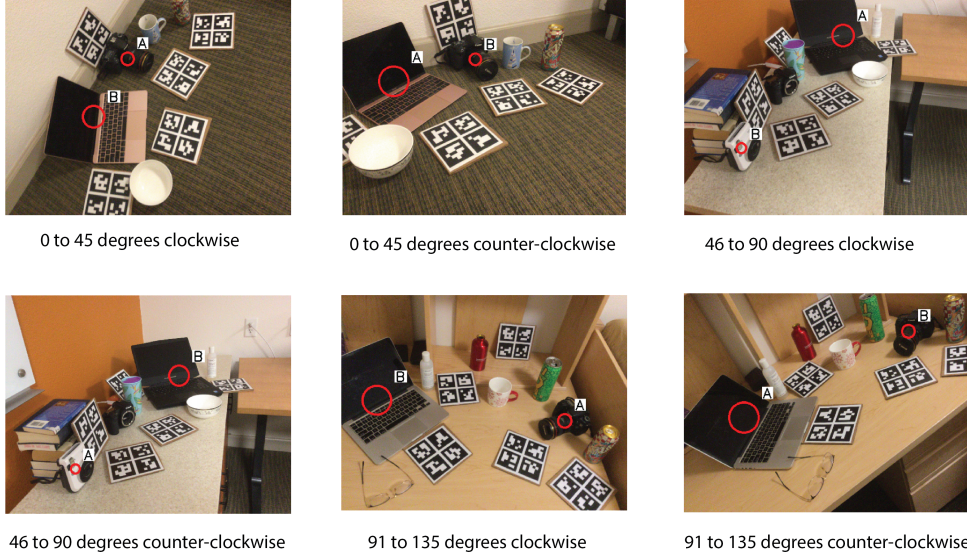 A
B
0 to 45 degrees clockwise
A
B
0 to 45 degrees counter-clockwise
A
B
46 to 90 degrees clockwise
B
A
46 to 90 degrees counter-clockwise
B
A
91 to 135 degrees clockwise
B
A
91 to 135 degrees counter-clockwise